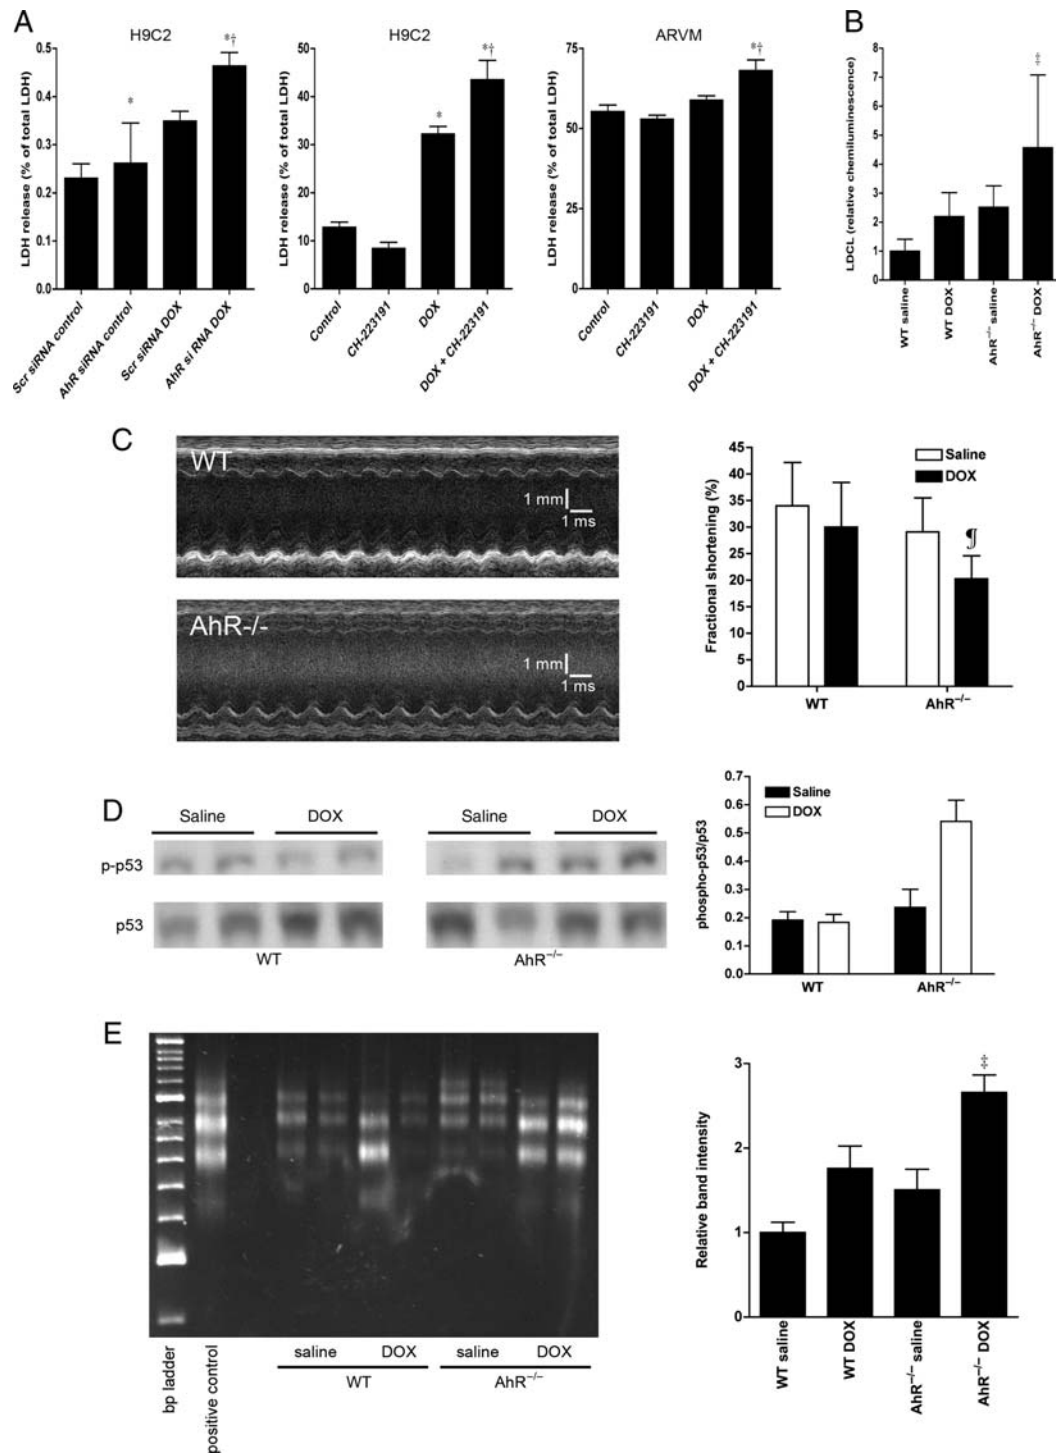 A
H9C2
LDH release (% of total LDH)
0.5
0.4
0.3
0.2
0.1
0.0
*
*†
Scr siRNA control
AhR siRNA control
Scr siRNA DOX
AhR si RNA DOX
H9C2
LDH release (% of total LDH)
50
40
30
20
10
0
*
*†
Control
CH-223191
DOX
DOX + CH-223191
ARVM
LDH release (% of total LDH)
75
50
25
0
*†
Control
CH-223191
DOX
DOX + CH-223191
B
LDCL (relative chemiluminescence)
8
7
6
5
4
3
2
1
0
‡
WT saline
WT DOX
AhR⁻/⁻ saline
AhR⁻/⁻ DOX
C
WT
1 mm
1 ms
AhR-/-
1 mm
1 ms
Fractional shortening (%)
45
40
35
30
25
20
15
10
5
0
Saline
DOX
¶
WT
AhR⁻/⁻
D
Saline DOX
Saline DOX
p-p53
p53
WT
AhR⁻/⁻
phospho-p53/p53
0.7
0.6
0.5
0.4
0.3
0.2
0.1
0.0
Saline
DOX
WT
AhR⁻/⁻
E
bp ladder
positive control
saline DOX
WT
saline DOX
AhR⁻/⁻
Relative band intensity
3
2
1
0
‡
WT saline
WT DOX
AhR⁻/⁻ saline
AhR⁻/⁻ DOX